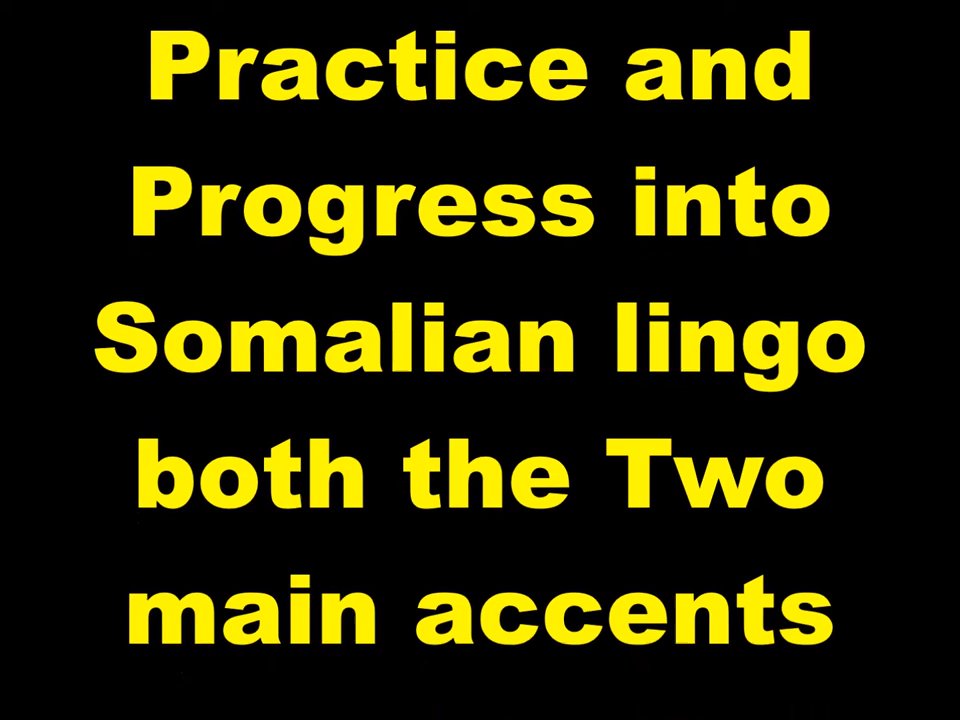 Practice and
Progress into
Somalian lingo
both the Two
main accents